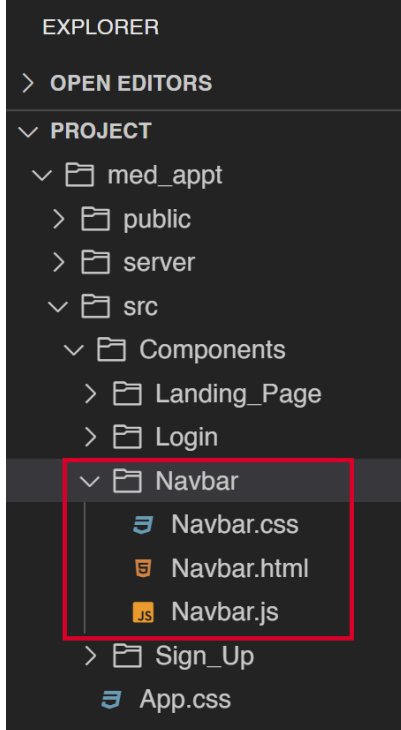 EXPLORER
OPEN EDITORS
PROJECT
med_appt
public
server
src
Components
Landing_Page
Login
Navbar
Navbar.css
Navbar.html
JS Navbar.js
Sign_Up
App.css